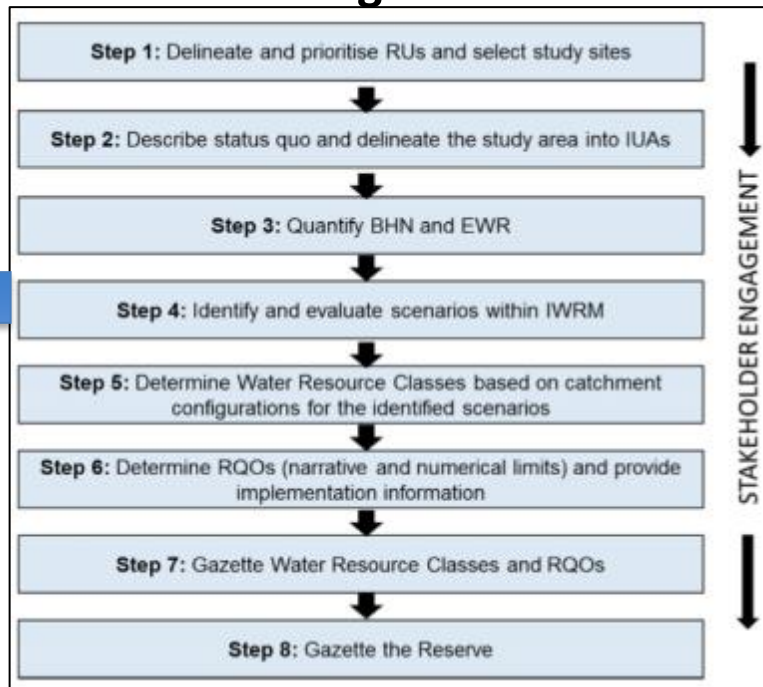 Step 1: Delineate and prioritise RUs and select study sites
Step 2: Describe status quo and delineate the study area into IUAs
Step 3: Quantify BHN and EWR
Step 4: Identify and evaluate scenarios within IWRM
Step 5: Determine Water Resource Classes based on catchment
configurations for the identified scenarios
Step 6: Determine RQOs (narrative and numerical limits) and provide
implementation information
Step 7: Gazette Water Resource Classes and RQOs
Step 8: Gazette the Reserve
STAKEHOLDER ENGAGEMENT